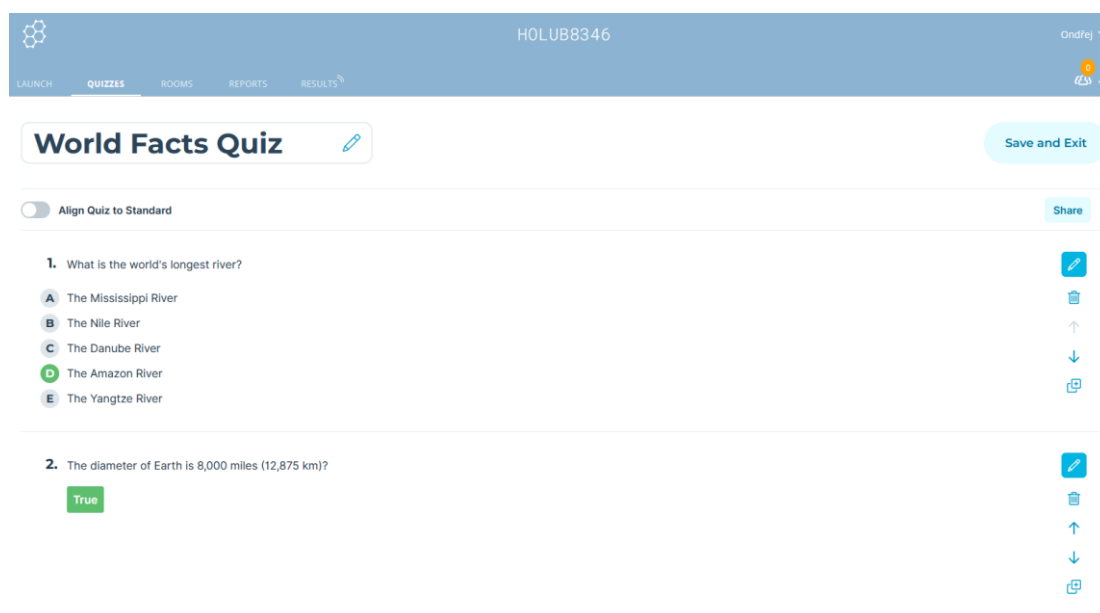 HOLUB8346
Ondřej
0
LAUNCH QUIZZES ROOMS REPORTS RESULTS
World Facts Quiz
Save and Exit
Align Quiz to Standard
Share
1. What is the world's longest river?
A The Mississippi River
B The Nile River
C The Danube River
D The Amazon River
E The Yangtze River
2. The diameter of Earth is 8,000 miles (12,875 km)?
True